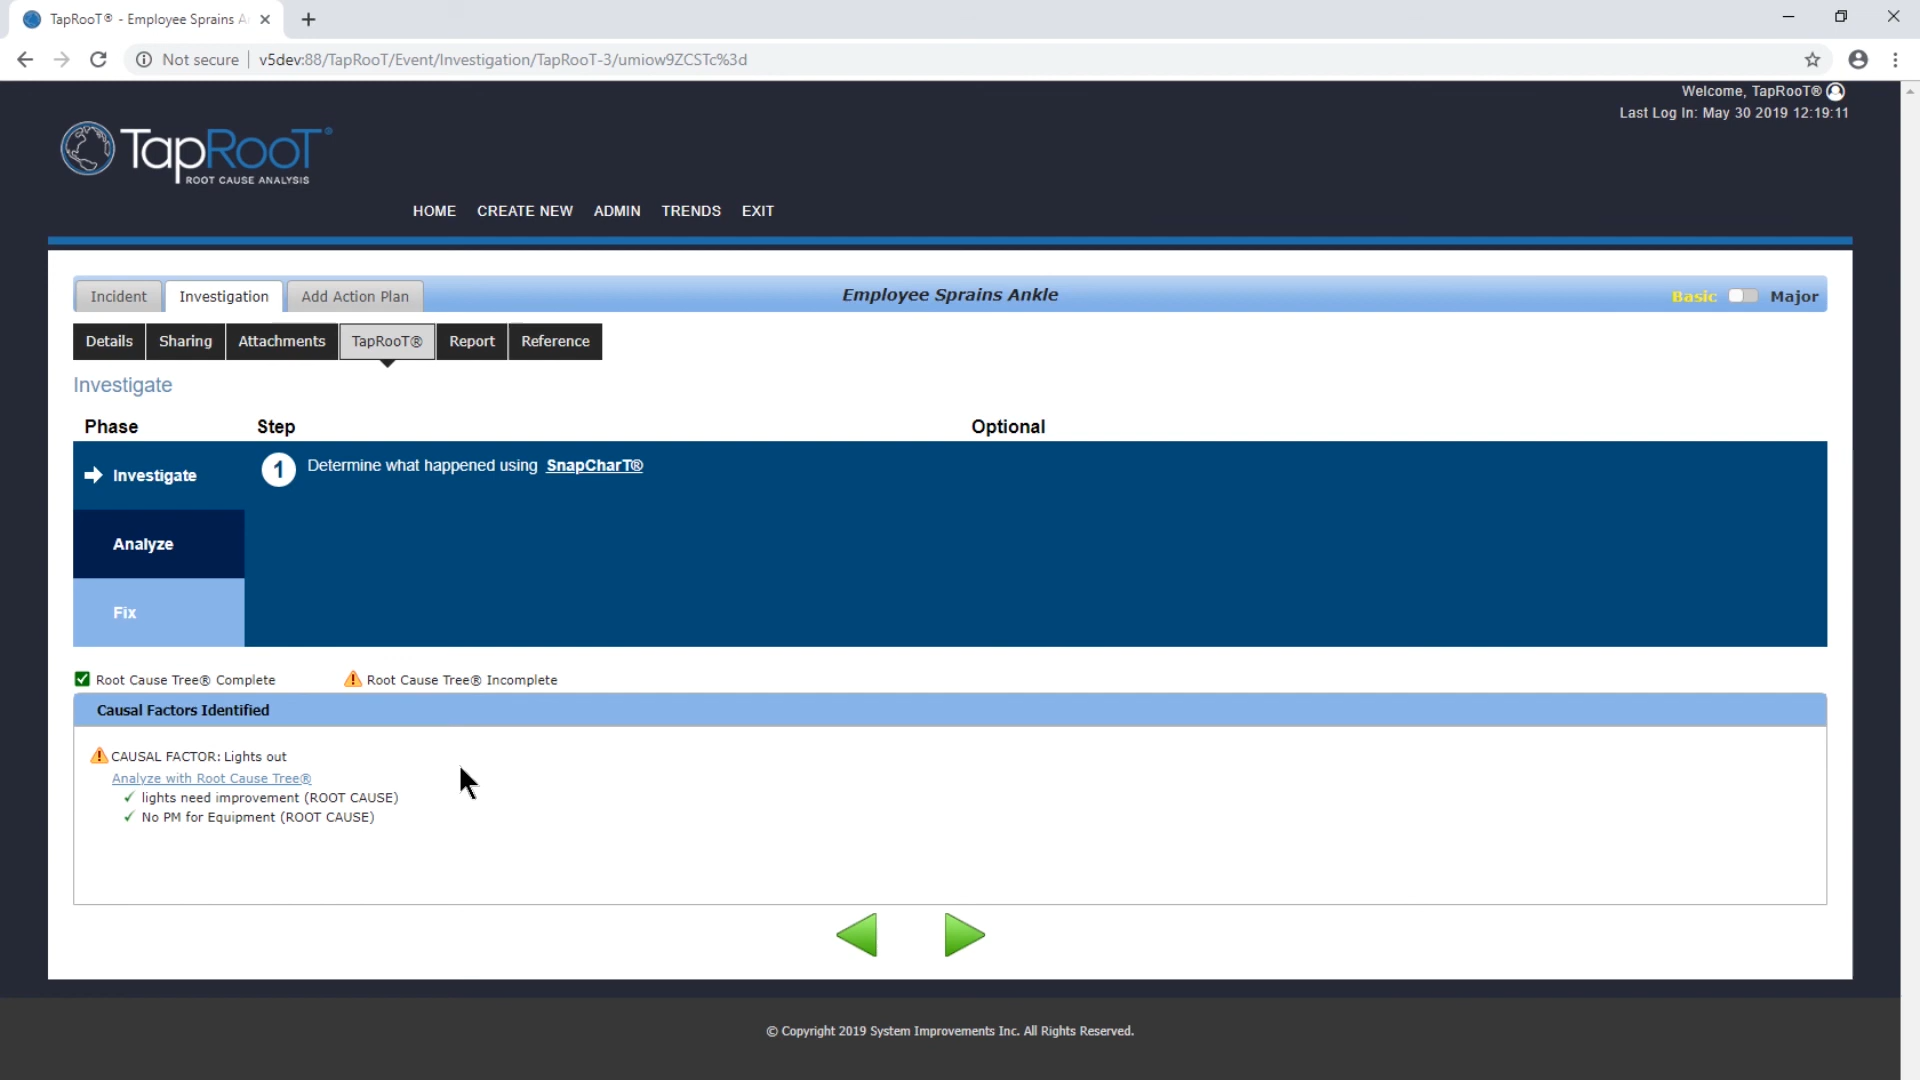 TapRooT® - Employee Sprains A
Not secure
v5dev:88/TapRooT/Event/Investigation/TapRooT-3/umiow9ZCSTc%3d
Welcome, TapRooT®
Last Log In: May 30 2019 12:19:11
TapRooT®
ROOT CAUSE ANALYSIS
HOME CREATE NEW ADMIN TRENDS EXIT
Incident Investigation Add Action Plan Employee Sprains Ankle Basic Major
Details Sharing Attachments TapRooT® Report Reference
Investigate
Phase Step Optional
Investigate 1 Determine what happened using SnapCharT®
Analyze
Fix
Root Cause Tree® Complete Root Cause Tree® Incomplete
Causal Factors Identified
CAUSAL FACTOR: Lights out
Analyze with Root Cause Tree®
lights need improvement (ROOT CAUSE)
No PM for Equipment (ROOT CAUSE)
© Copyright 2019 System Improvements Inc. All Rights Reserved.